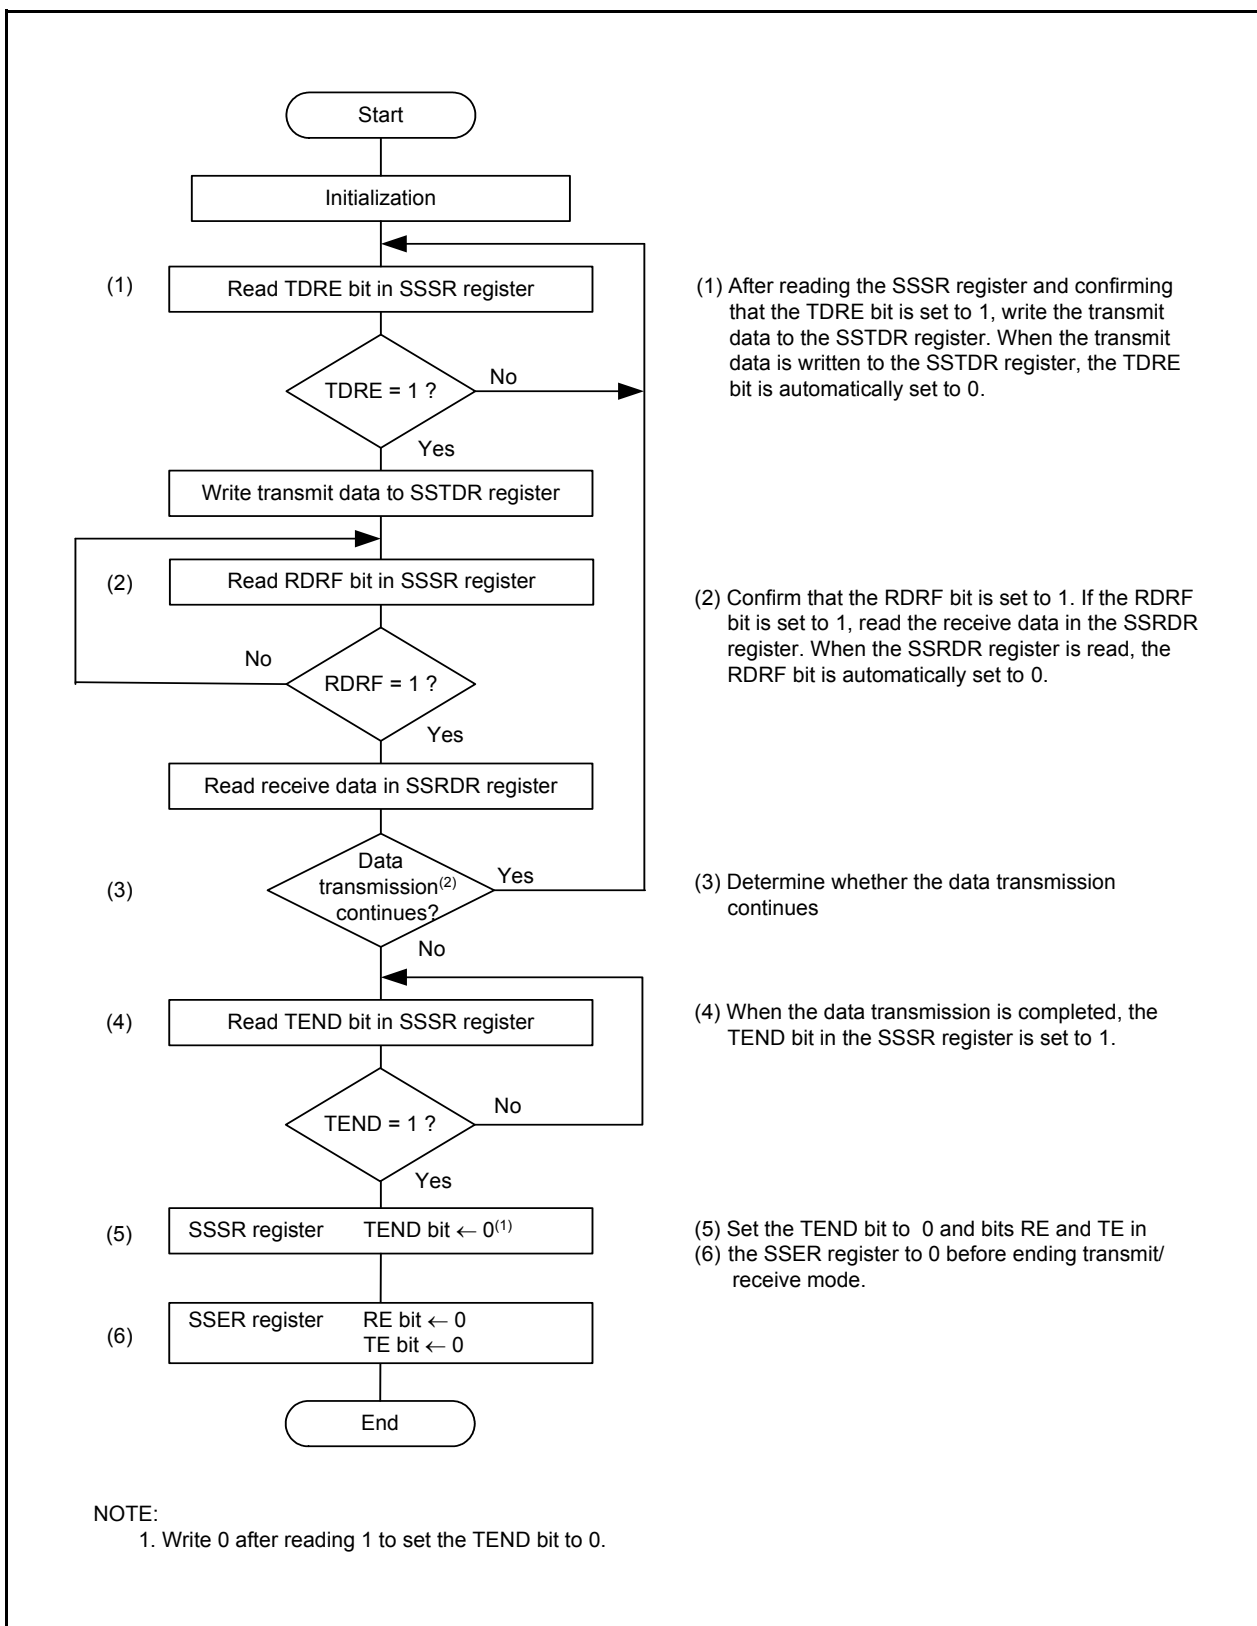 Start
Initialization
(1)
Read TDRE bit in SSSR register
TDRE = 1 ?
No
Yes
Write transmit data to SSTDR register
(1) After reading the SSSR register and confirming
that the TDRE bit is set to 1, write the transmit
data to the SSTDR register. When the transmit
data is written to the SSTDR register, the TDRE
bit is automatically set to 0.
(2)
Read RDRF bit in SSSR register
No
RDRF = 1 ?
Yes
Read receive data in SSRDR register
(2) Confirm that the RDRF bit is set to 1. If the RDRF
bit is set to 1, read the receive data in the SSRDR
register. When the SSRDR register is read, the
RDRF bit is automatically set to 0.
(3)
Data
transmission(2)
continues?
Yes
No
(3) Determine whether the data transmission
continues
(4)
Read TEND bit in SSSR register
TEND = 1 ?
No
Yes
(4) When the data transmission is completed, the
TEND bit in the SSSR register is set to 1.
(5)
SSSR register TEND bit ← 0(1)
(5) Set the TEND bit to 0 and bits RE and TE in
(6) the SSER register to 0 before ending transmit/
receive mode.
(6)
SSER register RE bit ← 0
TE bit ← 0
End
NOTE:
1. Write 0 after reading 1 to set the TEND bit to 0.